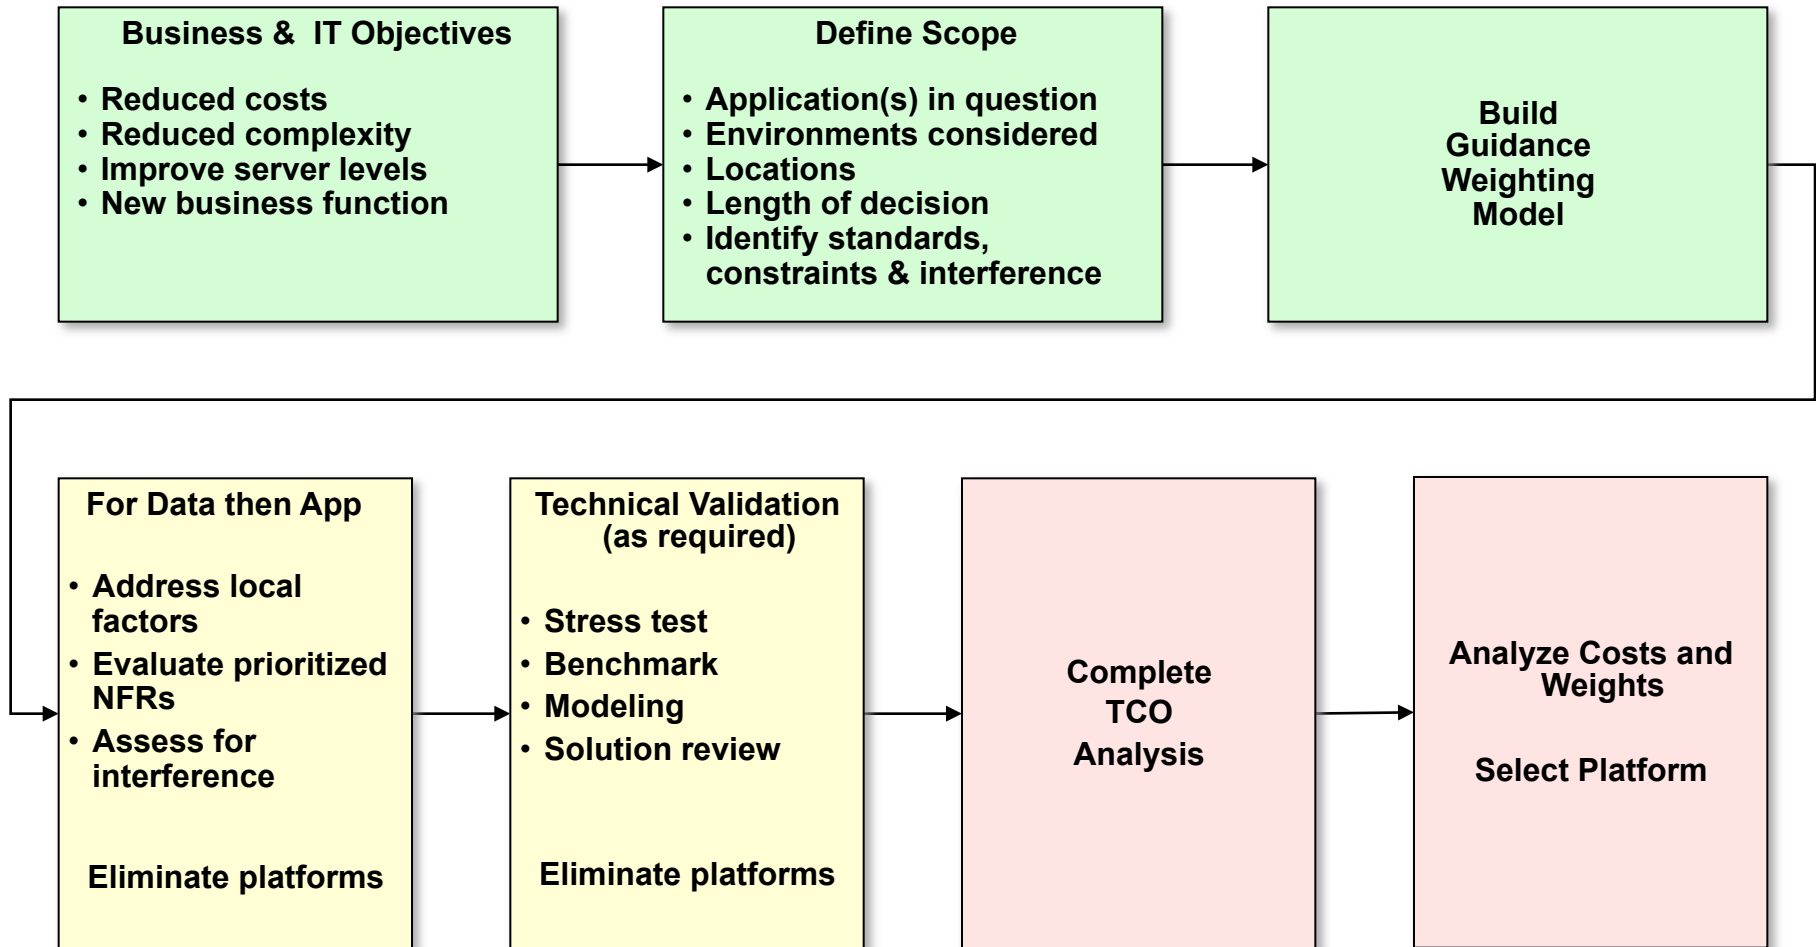 Business &  IT Objectives
• Reduced costs
• Reduced complexity
• Improve server levels
• New business function
Define Scope
• Application(s) in question
• Environments considered
• Locations
• Length of decision
• Identify standards,
constraints & interference
Build
Guidance
Weighting
Model
For Data then App
• Address local
factors
• Evaluate prioritized
NFRs
• Assess for
interference
Eliminate platforms
Technical Validation
(as required)
• Stress test
• Benchmark
• Modeling
• Solution review
Eliminate platforms
Complete
TCO
Analysis
Analyze Costs and
Weights
Select Platform